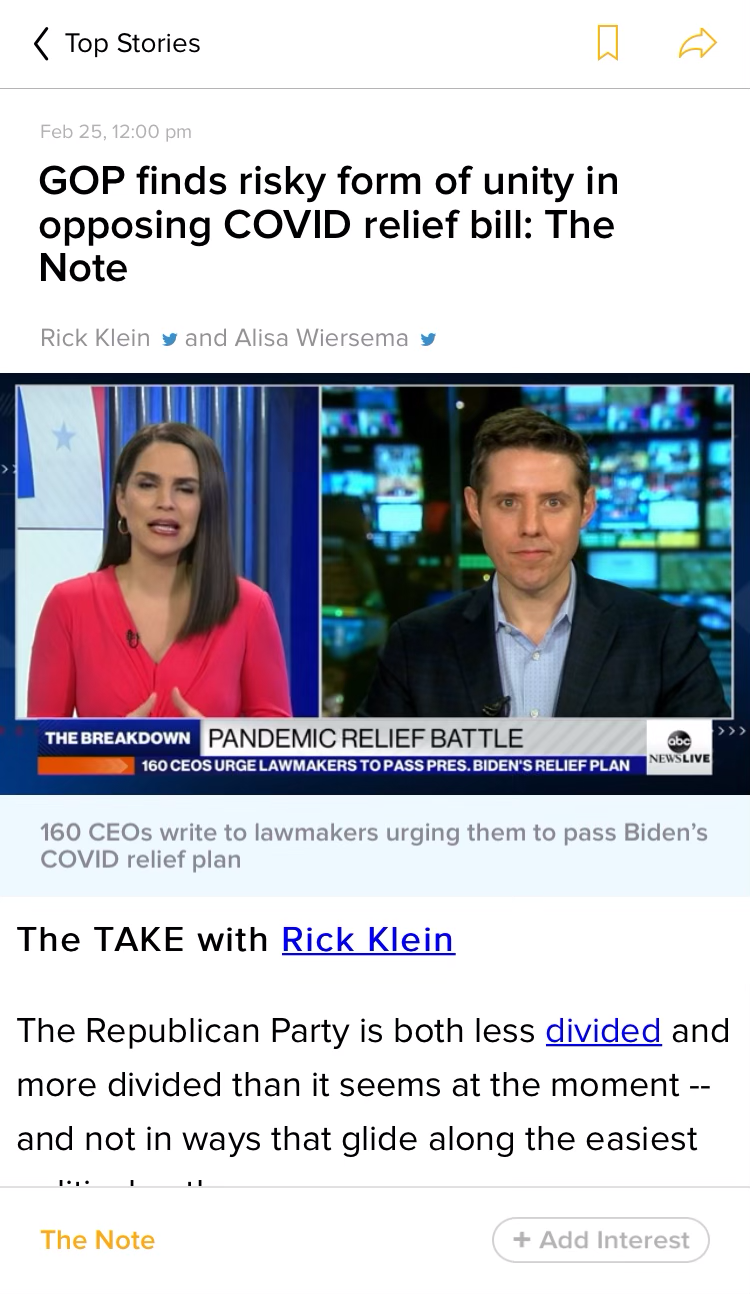 Top Stories
Feb 25, 12:00 pm
GOP finds risky form of unity in
opposing COVID relief bill: The
Note
Rick Klein and Alisa Wiersema
THE BREAKDOWN PANDEMIC RELIEF BATTLE
abc
NEWSLIVE
160 CEOS URGE LAWMAKERS TO PASS PRES. BIDEN'S RELIEF PLAN
160 CEOs write to lawmakers urging them to pass Biden’s
COVID relief plan
The TAKE with Rick Klein
The Republican Party is both less divided and
more divided than it seems at the moment --
and not in ways that glide along the easiest
The Note
+ Add Interest